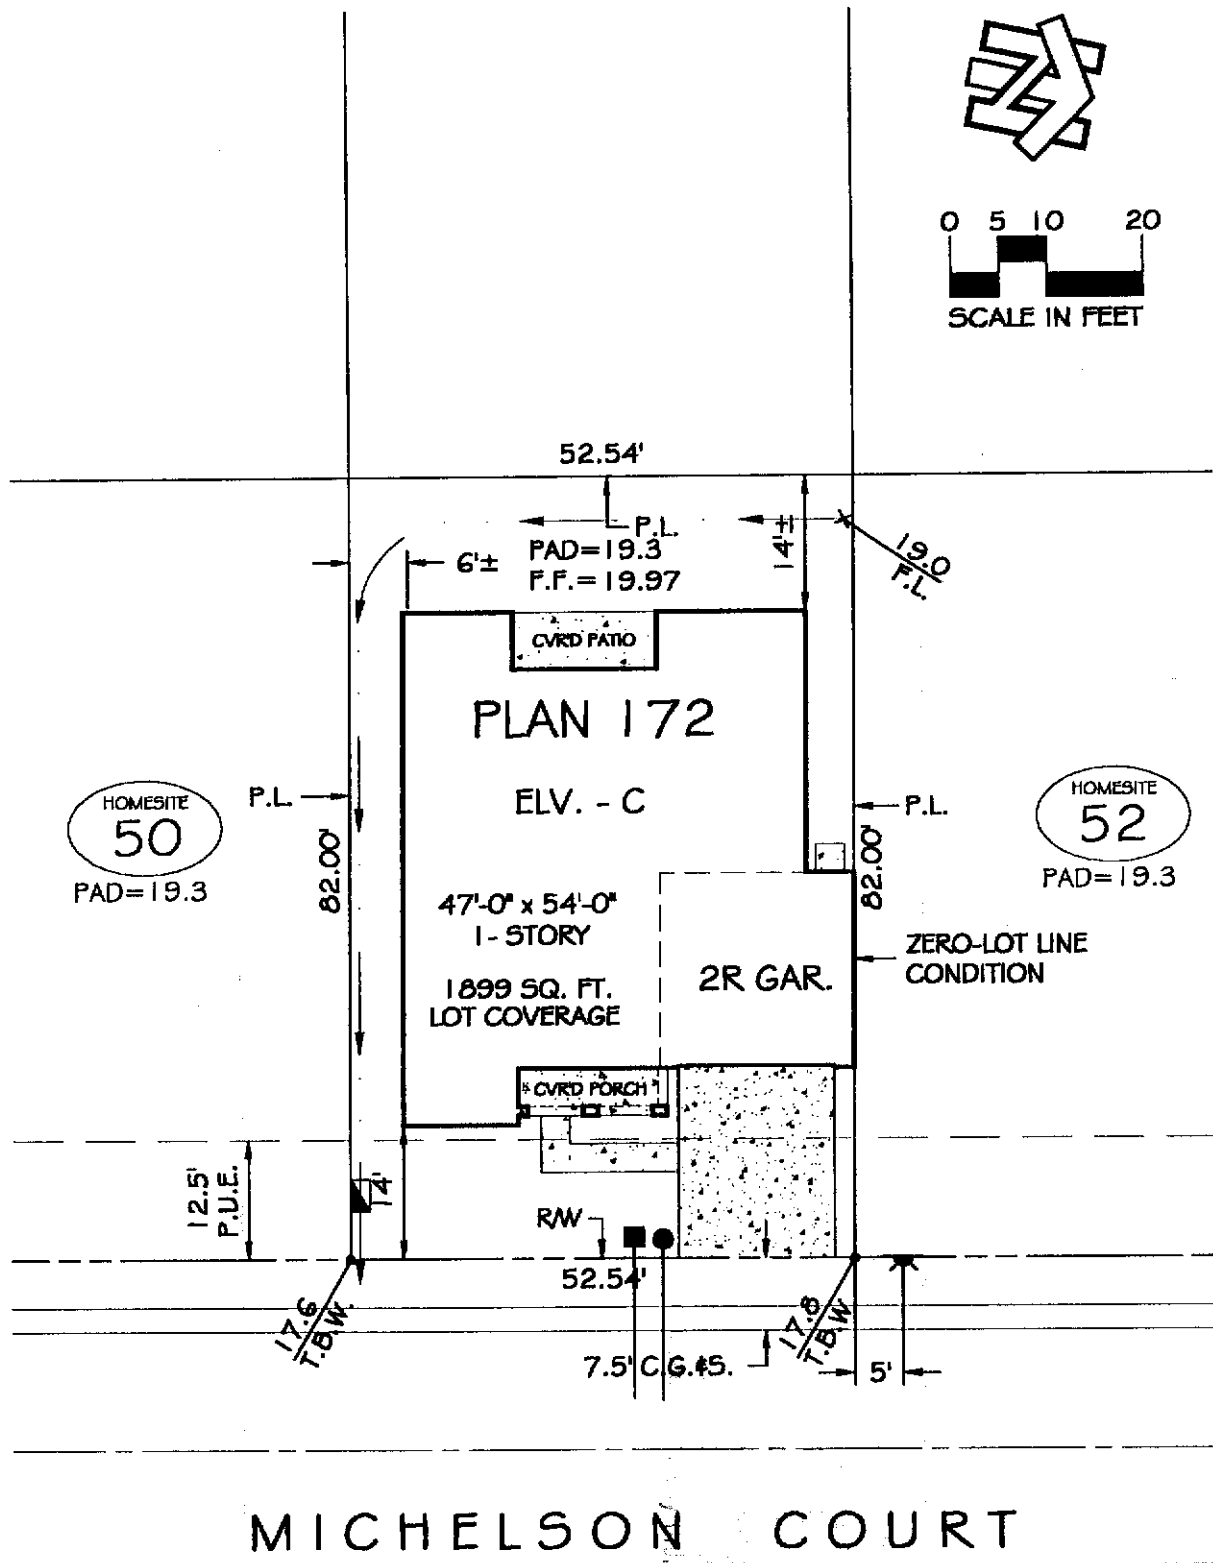 0 5 10 20
SCALE IN FEET
52.54'
P.L.
6'±
PAD=19.3
F.F.=19.97
14'±
19.0
F.L.
CVR'D PATIO
PLAN 172
ELV. - C
HOMESITE
50
PAD=19.3
P.L.
82.00'
47'-0" x 54'-0"
1- STORY
1899 SQ. FT.
LOT COVERAGE
2R GAR.
82.00'
P.L.
HOMESITE
52
PAD=19.3
ZERO-LOT LINE
CONDITION
CVR'D PORCH
12.5'
P.U.E.
14'
R/W
52.54'
17.6
T.B.W.
17.8
T.B.W
7.5' C.G.&S.
5'
MICHELSON COURT